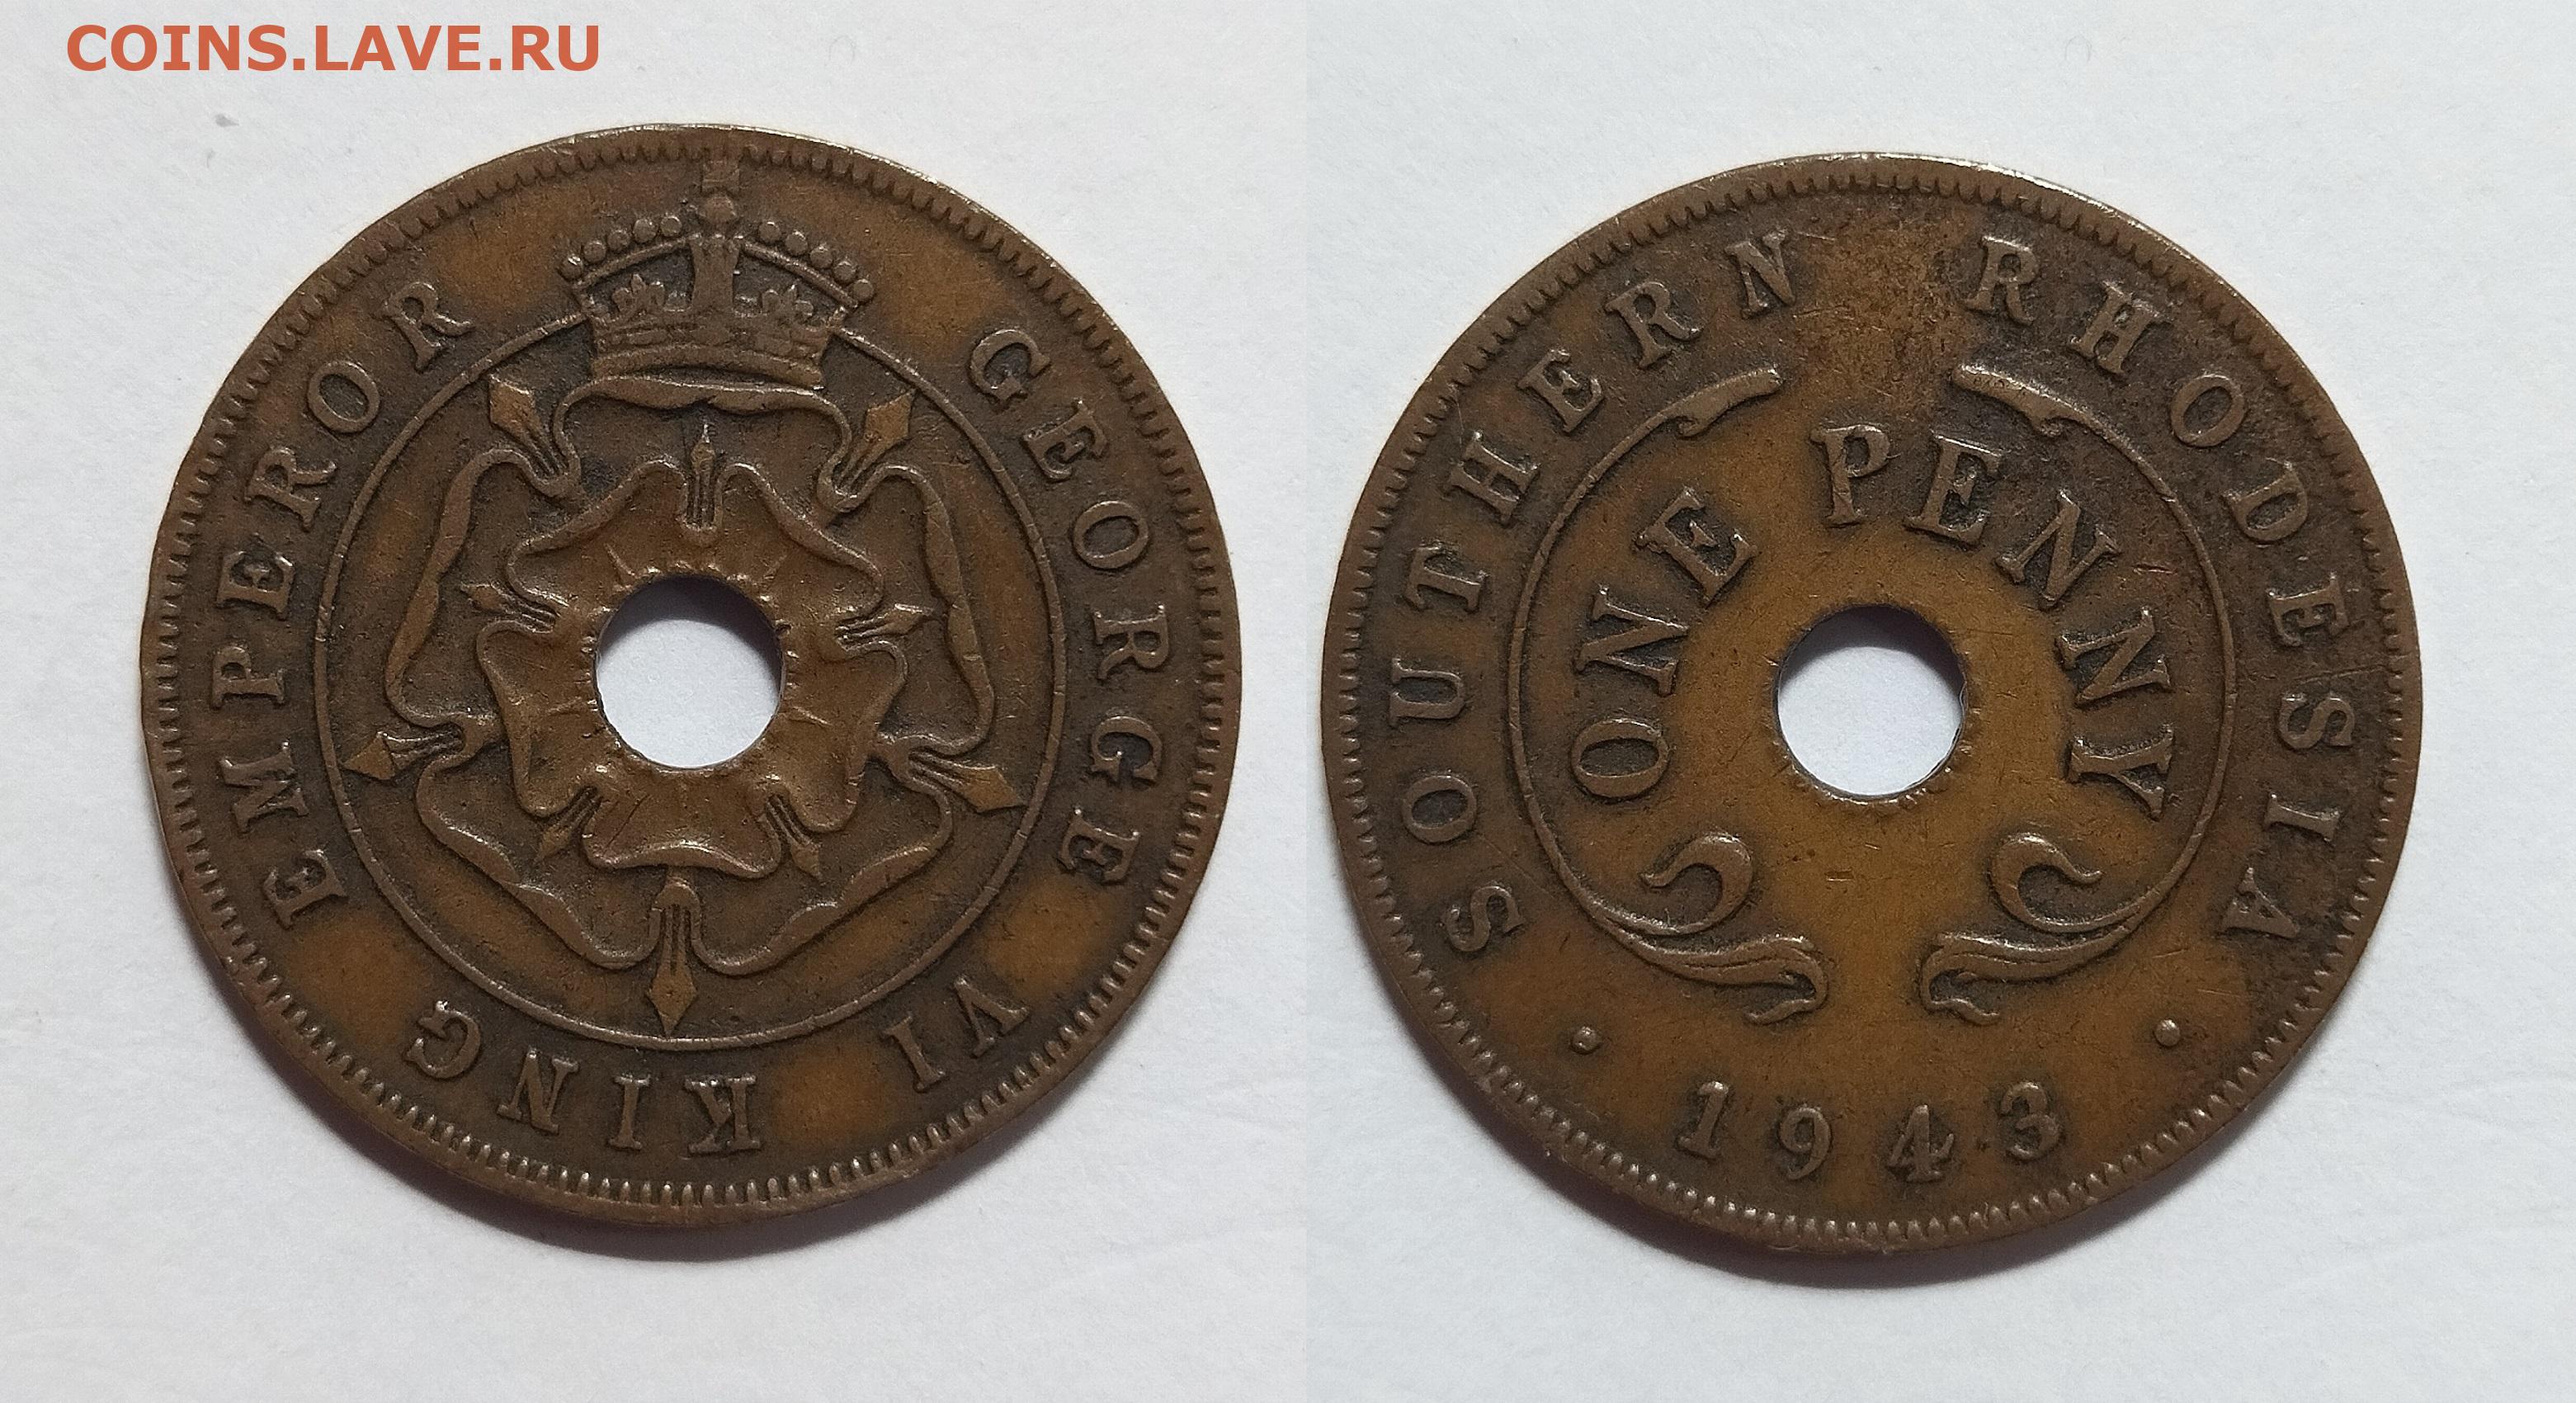 COINS.LAVE.RU
KING EMPEROR GEORGE VI
SOUTHERN RHODESIA
ONE PENNY
· 1943 ·